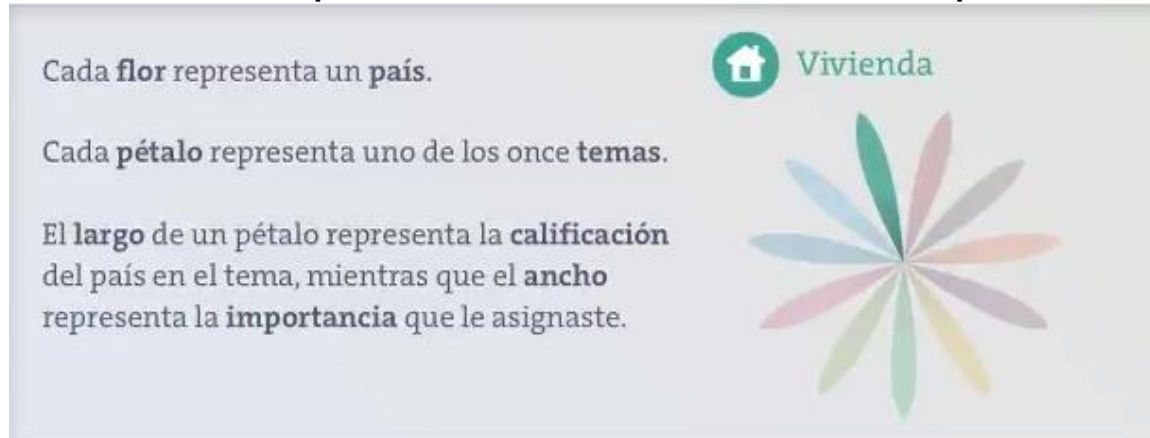 Cada flor representa un país.
Vivienda
Cada pétalo representa uno de los once temas.
El largo de un pétalo representa la calificación
del país en el tema, mientras que el ancho
representa la importancia que le asignaste.